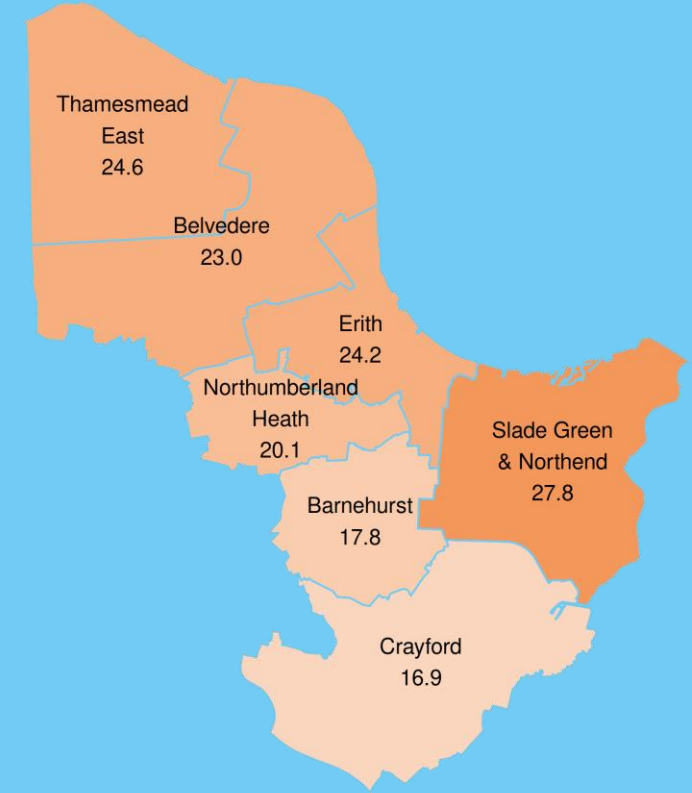 Thamesmead
East
24.6
Belvedere
23.0
Erith
24.2
Northumberland
Heath
20.1
Slade Green
& Northend
27.8
Barnehurst
17.8
Crayford
16.9